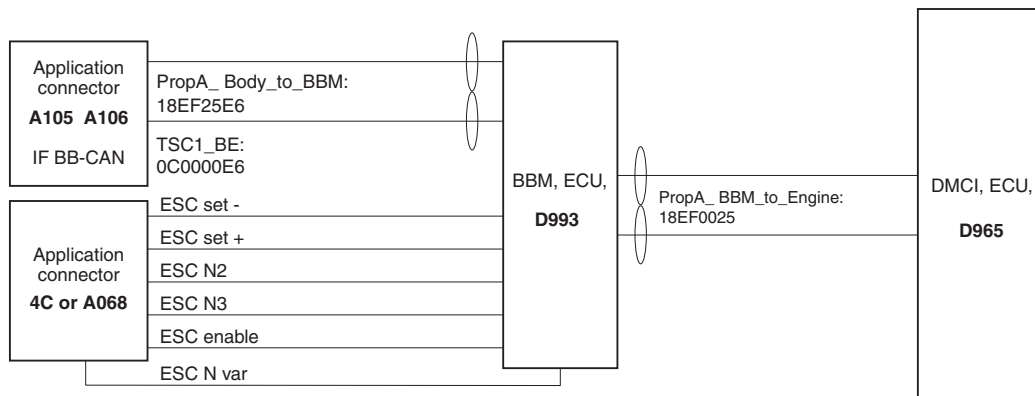 Application
connector
A105 A106
IF BB-CAN
PropA_ Body_to_BBM:
18EF25E6
TSC1_BE:
0C0000E6
Application
connector
4C or A068
ESC set -
ESC set +
ESC N2
ESC N3
ESC enable
ESC N var
BBM, ECU,
D993
PropA_ BBM_to_Engine:
18EF0025
DMCI, ECU,
D965